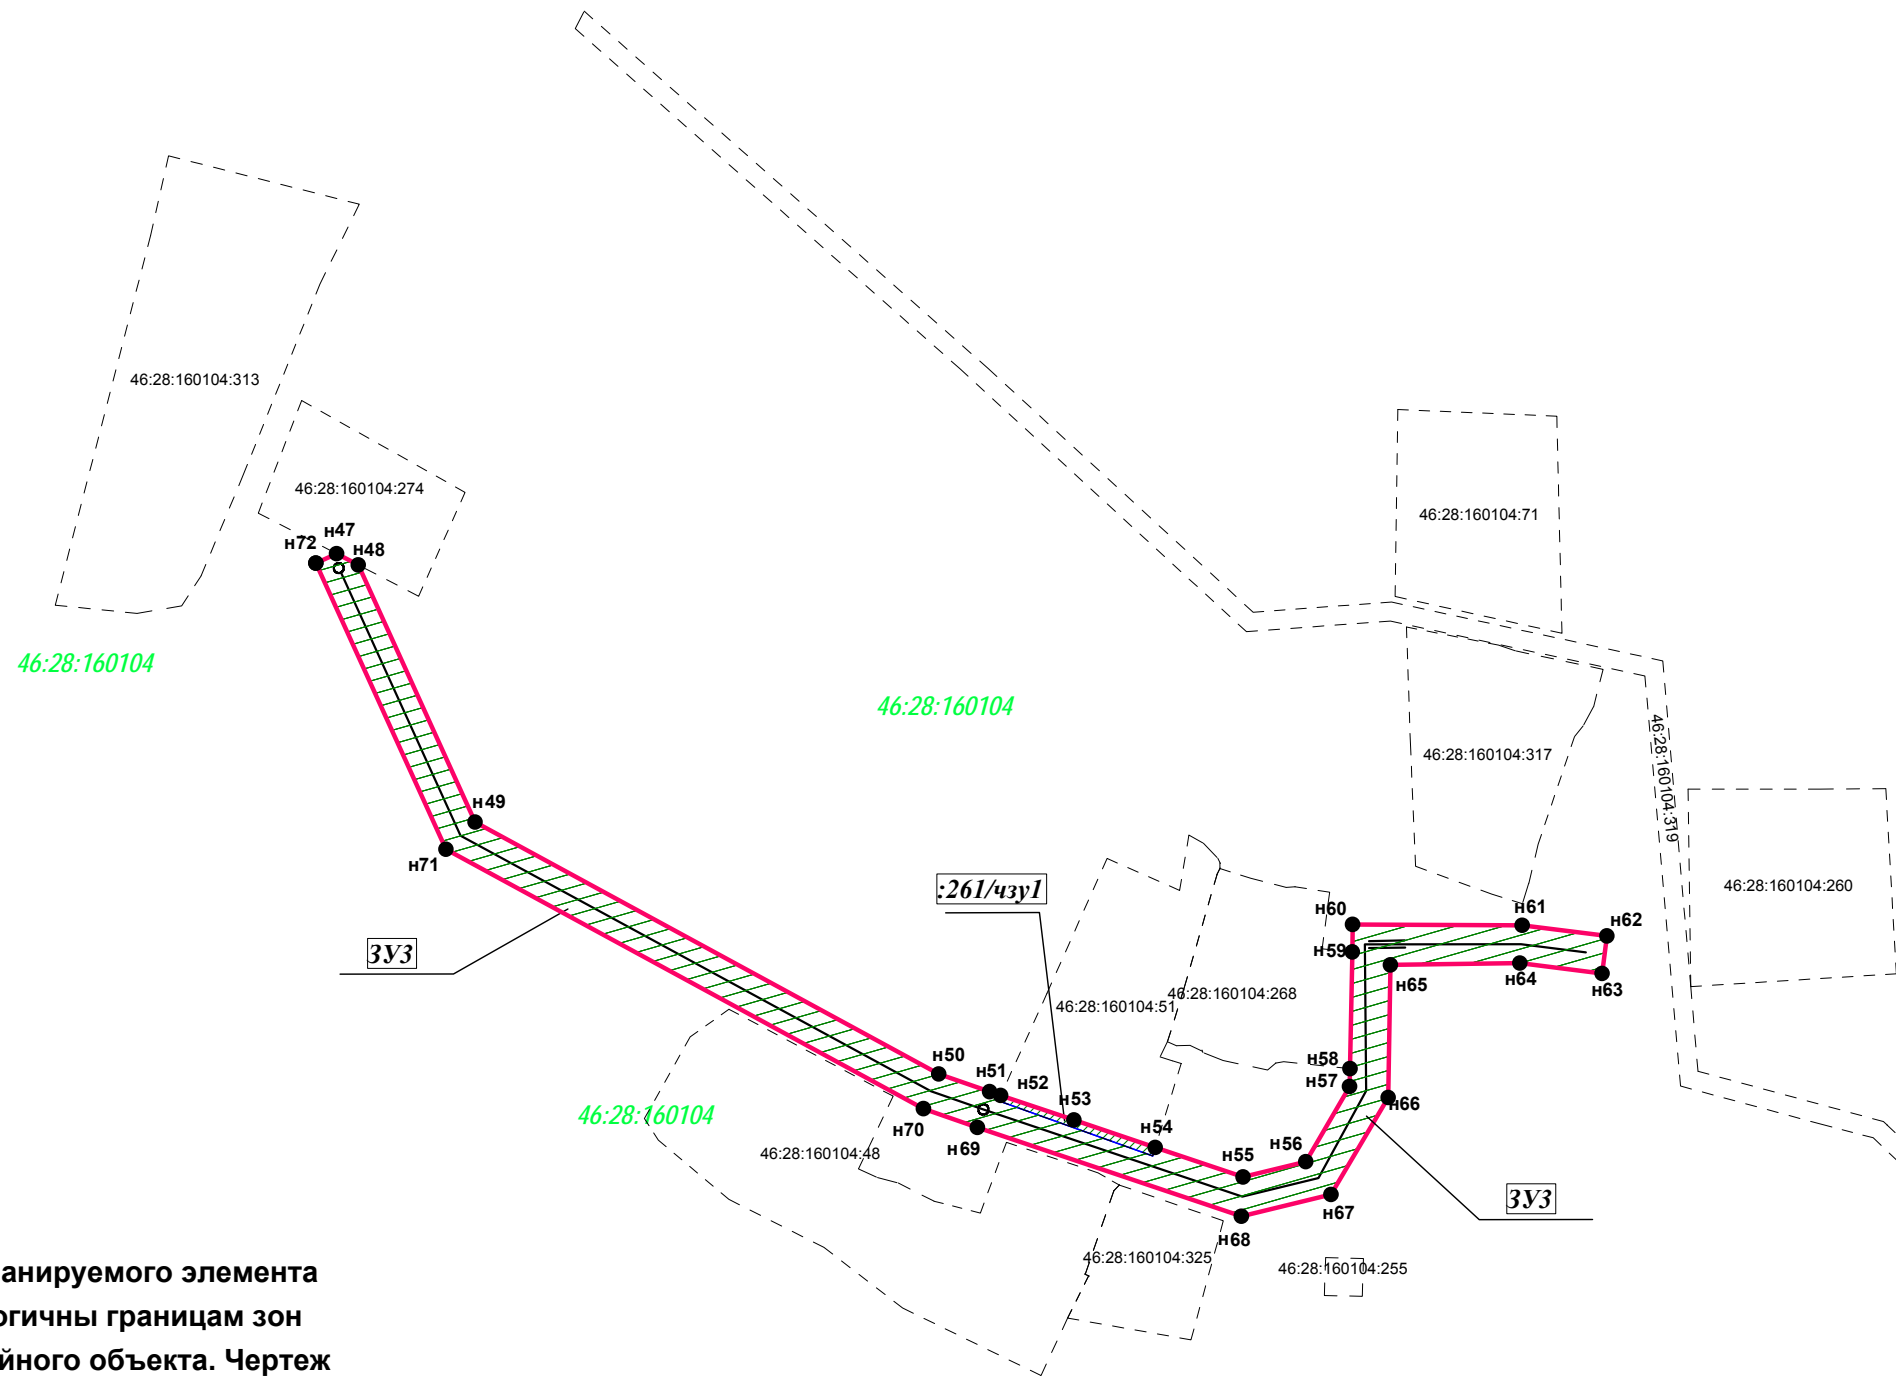 46:28:160104:313
46:28:160104:274
н47
н72
н48
46:28:160104:71
46:28:160104
46:28:160104
46:28:160104:317
46:28:160104:319
46:28:160104:260
н49
н71
:261/чзу1
ЗУ3
н60
н61
н62
н59
н64
н63
н65
46:28:160104:51
46:28:160104:268
н50
н51
н52
н53
н54
н58
н57
н66
46:28:160104
н70
н69
46:28:160104:48
н55
н56
н67
ЗУ3
н68
46:28:160104:325
46:28:160104:255
анируемого элемента
огичны границам зон
йного объекта. Чертеж